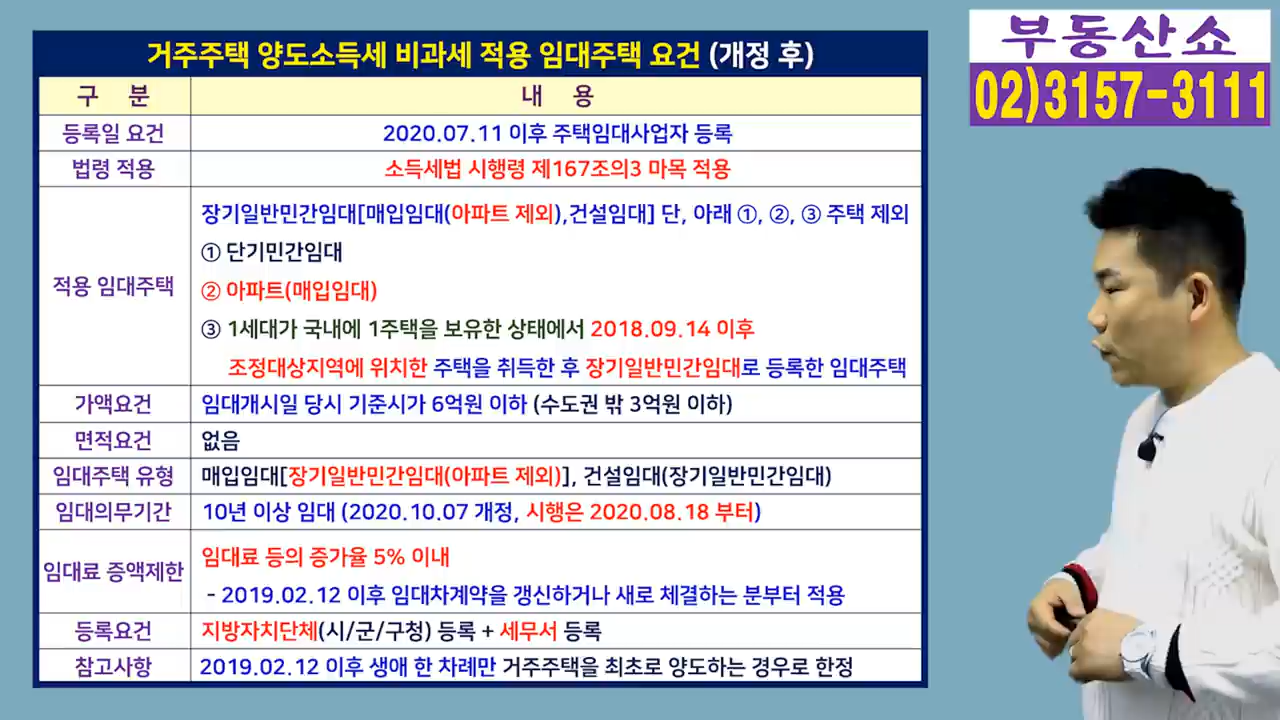 부동산쇼
02)3157-3111
거주주택 양도소득세 비과세 적용 임대주택 요건 (개정 후)
구 분 내 용
등록일 요건 2020.07.11 이후 주택임대사업자 등록
법령 적용 소득세법 시행령 제167조의3 마목 적용
적용 임대주택
장기일반민간임대[매입임대(아파트 제외),건설임대] 단, 아래 ①, ②, ③ 주택 제외
① 단기민간임대
② 아파트(매입임대)
③ 1세대가 국내에 1주택을 보유한 상태에서 2018.09.14 이후
조정대상지역에 위치한 주택을 취득한 후 장기일반민간임대로 등록한 임대주택
가액요건 임대개시일 당시 기준시가 6억원 이하 (수도권 밖 3억원 이하)
면적요건 없음
임대주택 유형 매입임대[장기일반민간임대(아파트 제외)], 건설임대(장기일반민간임대)
임대의무기간 10년 이상 임대 (2020.10.07 개정, 시행은 2020.08.18 부터)
임대료 증액제한
임대료 등의 증가율 5% 이내
- 2019.02.12 이후 임대차계약을 갱신하거나 새로 체결하는 분부터 적용
등록요건 지방자치단체(시/군/구청) 등록 + 세무서 등록
참고사항 2019.02.12 이후 생애 한 차례만 거주주택을 최초로 양도하는 경우로 한정